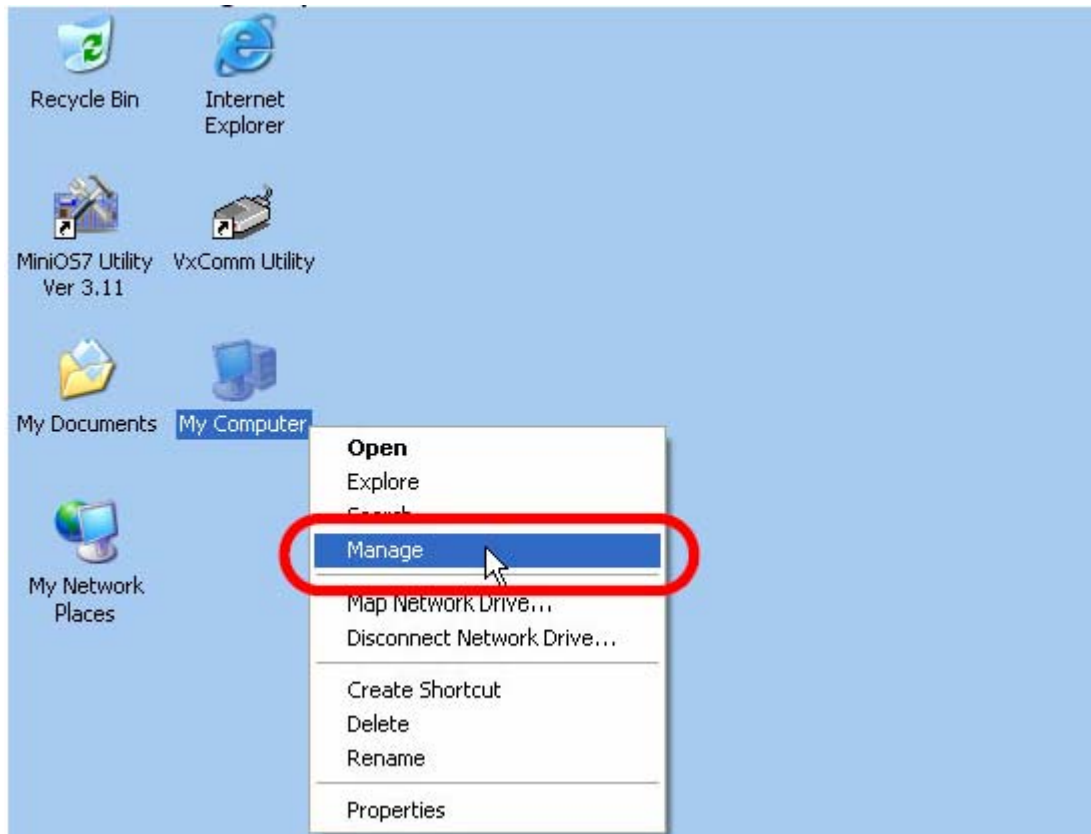 Recycle Bin
Internet
Explorer
MiniOS7 Utility
Ver 3.11
VxComm Utility
My Documents
My Computer
Open
Explore
Search
Manage
Map Network Drive...
Disconnect Network Drive...
Create Shortcut
Delete
Rename
Properties
My Network
Places